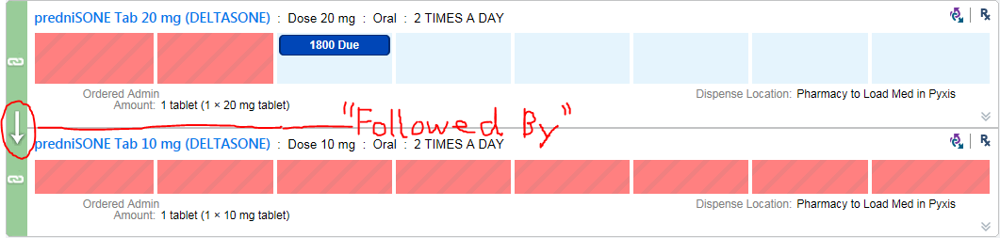 predniSONE Tab 20 mg (DELTASONE) : Dose 20 mg : Oral : 2 TIMES A DAY
1800 Due
Ordered Admin Amount: 1 tablet (1 × 20 mg tablet)
Dispense Location: Pharmacy to Load Med in Pyxis
"Followed By"
predniSONE Tab 10 mg (DELTASONE) : Dose 10 mg : Oral : 2 TIMES A DAY
Ordered Admin Amount: 1 tablet (1 × 10 mg tablet)
Dispense Location: Pharmacy to Load Med in Pyxis